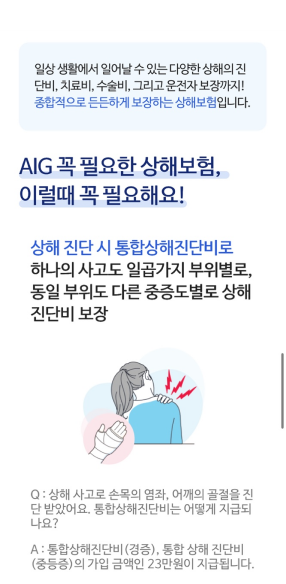 일상 생활에서 일어날 수 있는 다양한 상해의 진
단비, 치료비, 수술비, 그리고 운전자 보장까지!
종합적으로 든든하게 보장하는 상해보험입니다.
AIG 꼭 필요한 상해보험,
이럴때 꼭 필요해요!
상해 진단 시 통합상해진단비로
하나의 사고도 일곱가지 부위별로,
동일 부위도 다른 중증도별로 상해
진단비 보장
Q : 상해 사고로 손목의 염좌, 어깨의 골절을 진
단 받았어요. 통합상해진단비는 어떻게 지급되
나요?
A : 통합상해진단비(경증), 통합 상해 진단비
(중등증)의 가입 금액인 23만원이 지급됩니다.